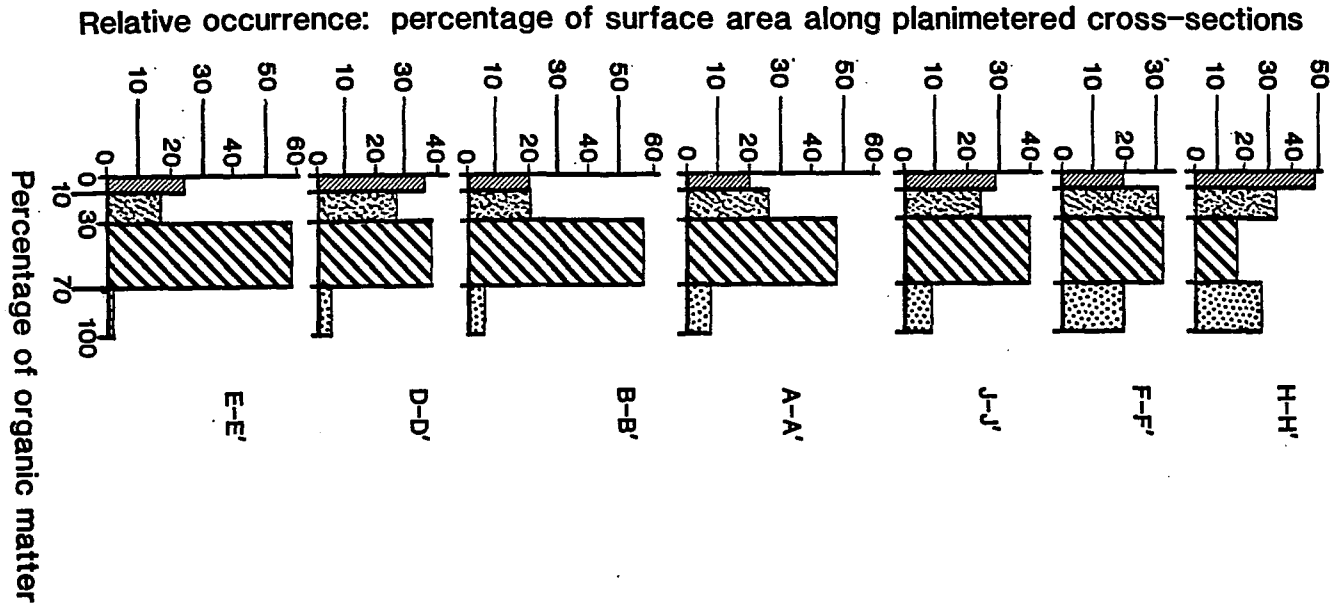 Relative occurrence: percentage of surface area along planimetered cross-sections
10 30 50
0 20 40 60
10 30
0 20 40
10 30 50
0 20 40 60
10 30 50
0 20 40 60
10 30 50
0 20 40
10 30
0 20
10 30 50
0 20 40
0 10 30 70 100
E-E'
D-D'
B-B'
A-A'
J-J'
F-F'
H-H'
Percentage of organic matter